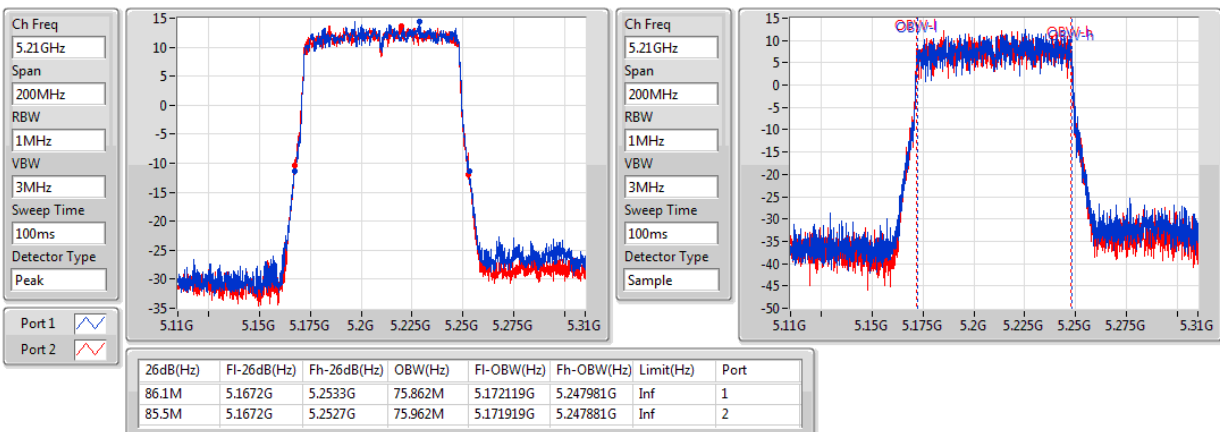 Ch Freq
5.21GHz
Span
200MHz
RBW
1MHz
VBW
3MHz
Sweep Time
100ms
Detector Type
Peak
Port 1
Port 2
15
10
5
0
-5
-10
-15
-20
-25
-30
-35
5.11G 5.15G 5.175G 5.2G 5.225G 5.25G 5.275G 5.31G
Ch Freq
5.21GHz
Span
200MHz
RBW
1MHz
VBW
3MHz
Sweep Time
100ms
Detector Type
Sample
OBW-l OBW-h
15
10
5
0
-5
-10
-15
-20
-25
-30
-35
-40
-45
-50
5.11G 5.15G 5.175G 5.2G 5.225G 5.25G 5.275G 5.31G
26dB(Hz) Fl-26dB(Hz) Fh-26dB(Hz) OBW(Hz) Fl-OBW(Hz) Fh-OBW(Hz) Limit(Hz) Port
86.1M 5.1672G 5.2533G 75.862M 5.172119G 5.247981G Inf 1
85.5M 5.1672G 5.2527G 75.962M 5.171919G 5.247881G Inf 2